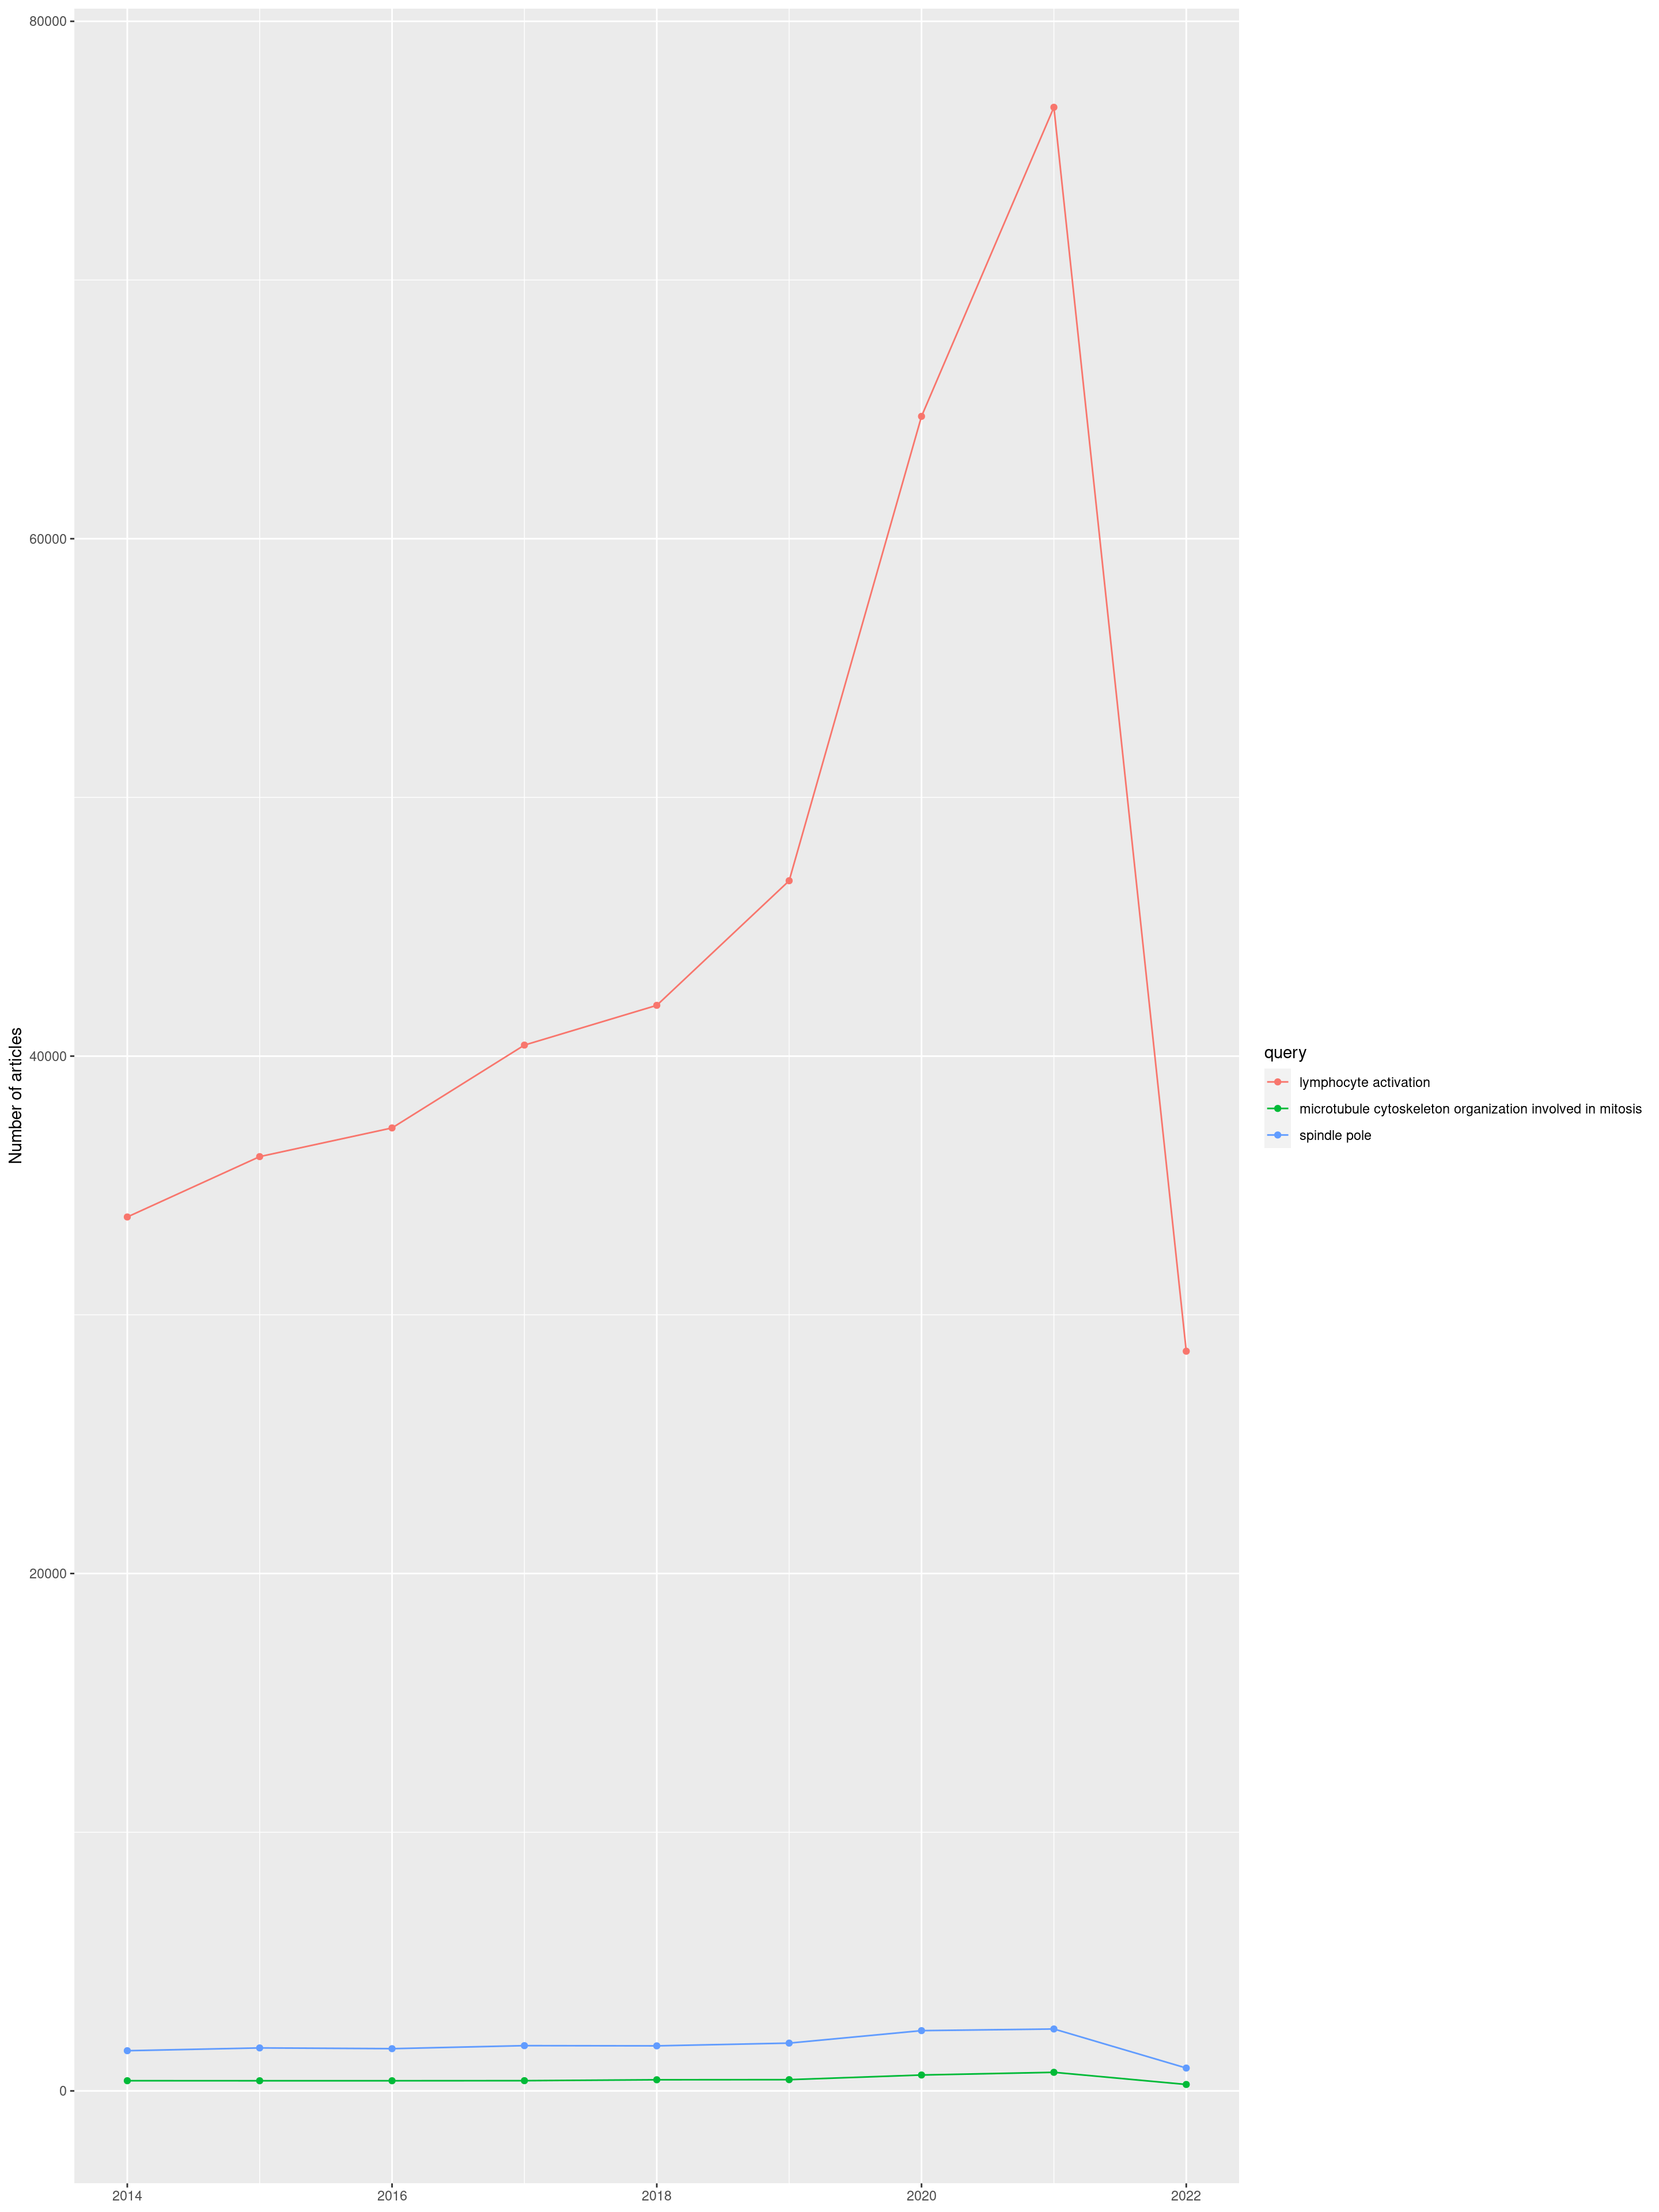 80000
60000
40000
20000
0
Number of articles
2014
2016
2018
2020
2022
query
lymphocyte activation
microtubule cytoskeleton organization involved in mitosis
spindle pole